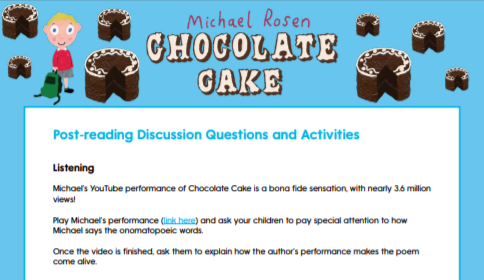 Michael Rosen
CHOCOLATE
CAKE
Post-reading Discussion Questions and Activities
Listening
Michael's YouTube performance of Chocolate Cake is a bona fide sensation, with nearly 3.6 million
views!
Play Michael's performance (link here) and ask your children to pay special attention to how
Michael says the onomatopoeic words.
Once the video is finished, ask them to explain how the author's performance makes the poem
come alive.